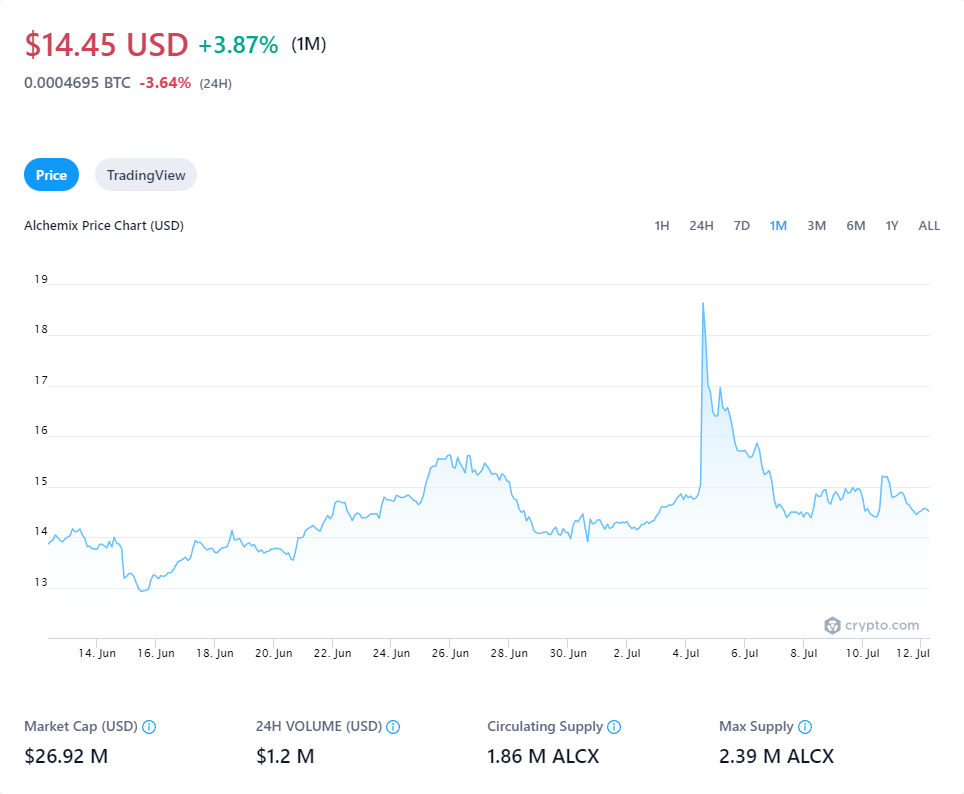 $14.45 USD +3.87% (1M)
0.0004695 BTC -3.64% (24H)
Price TradingView
Alchemix Price Chart (USD) 1H 24H 7D 1M 3M 6M 1Y ALL
19
18
17
16
15
14
13
crypto.com
14. Jun 16. Jun 18. Jun 20. Jun 22. Jun 24. Jun 26. Jun 28. Jun 30. Jun 2. Jul 4. Jul 6. Jul 8. Jul 10. Jul 12. Jul
Market Cap (USD) 24H VOLUME (USD) Circulating Supply Max Supply
$26.92 M $1.2 M 1.86 M ALCX 2.39 M ALCX